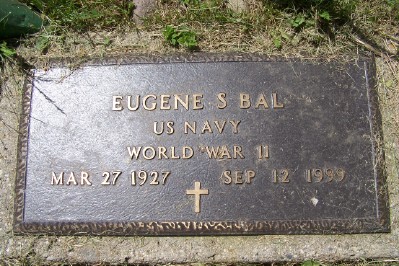 EUGENE S BAL
US NAVY
WORLD WAR II
MAR 27 1927 SEP 12 1999